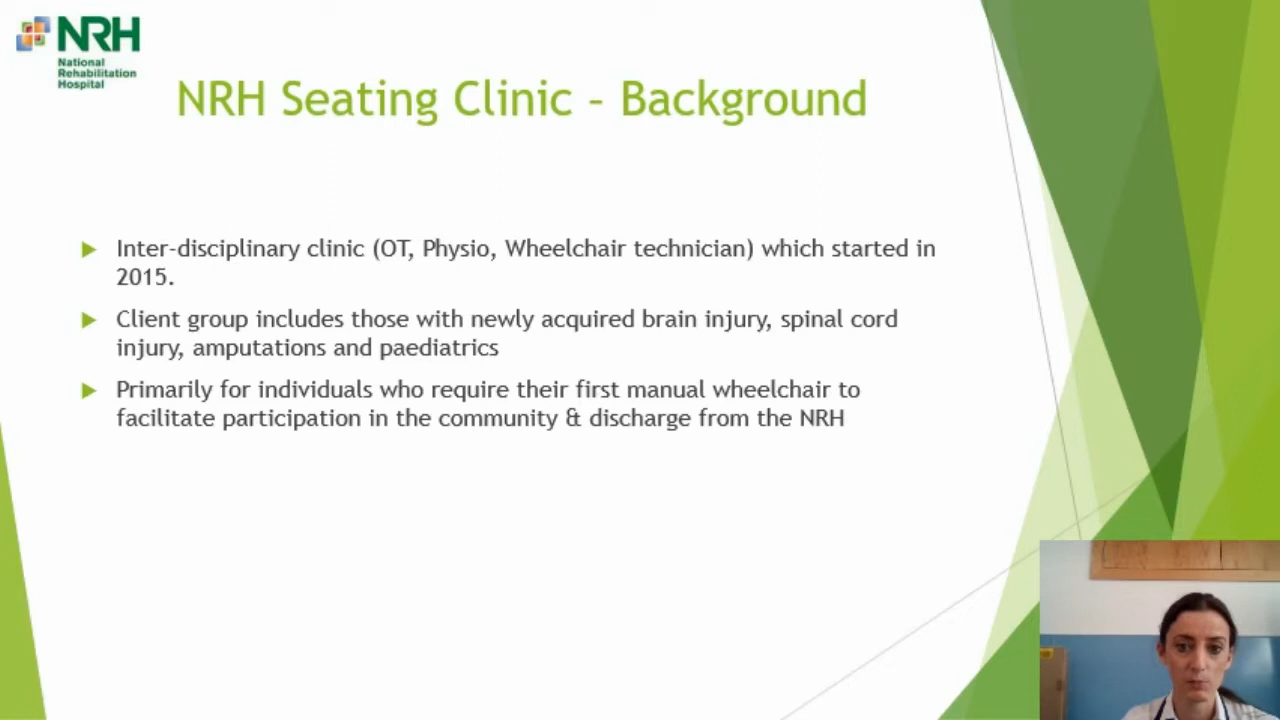 NRH
National
Rehabilitation
Hospital
NRH Seating Clinic - Background
Inter-disciplinary clinic (OT, Physio, Wheelchair technician) which started in
2015.
Client group includes those with newly acquired brain injury, spinal cord
injury, amputations and paediatrics
Primarily for individuals who require their first manual wheelchair to
facilitate participation in the community & discharge from the NRH